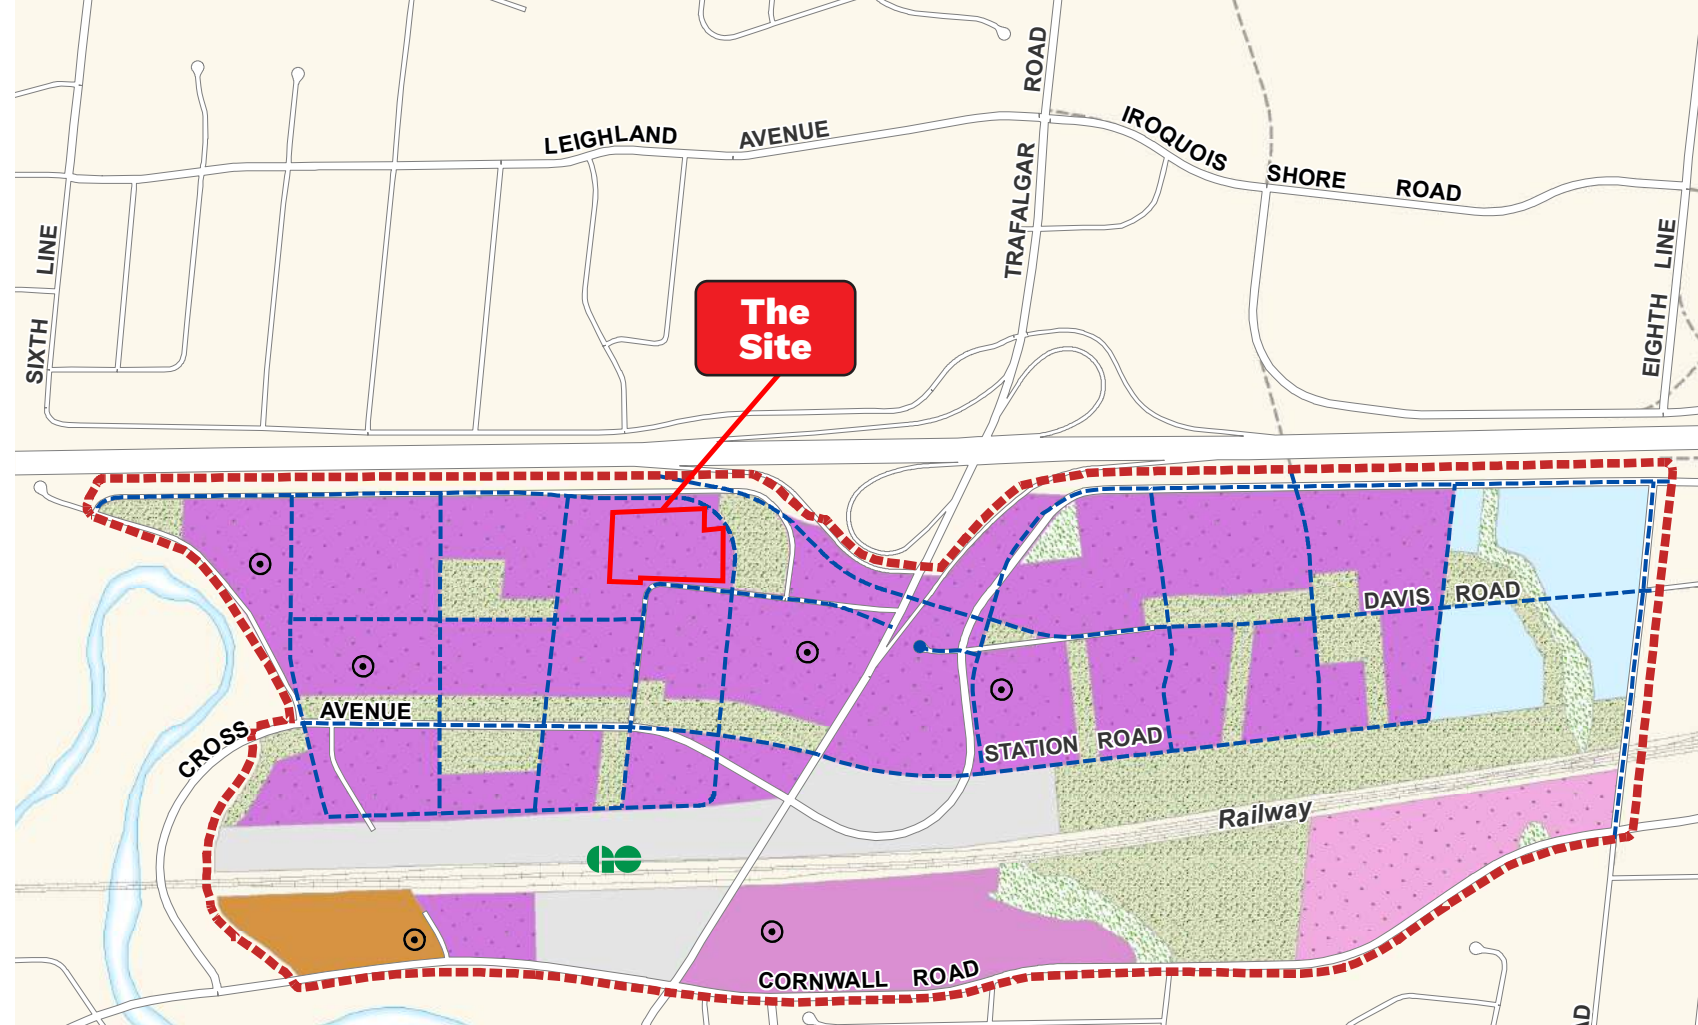 ROAD
IROQUOIS
LEIGHLAND AVENUE
SHORE ROAD
TRAFALGAR
SIXTH LINE
EIGHTH LINE
The
Site
DAVIS ROAD
AVENUE
CROSS
STATION ROAD
Railway
GO
CORNWALL ROAD